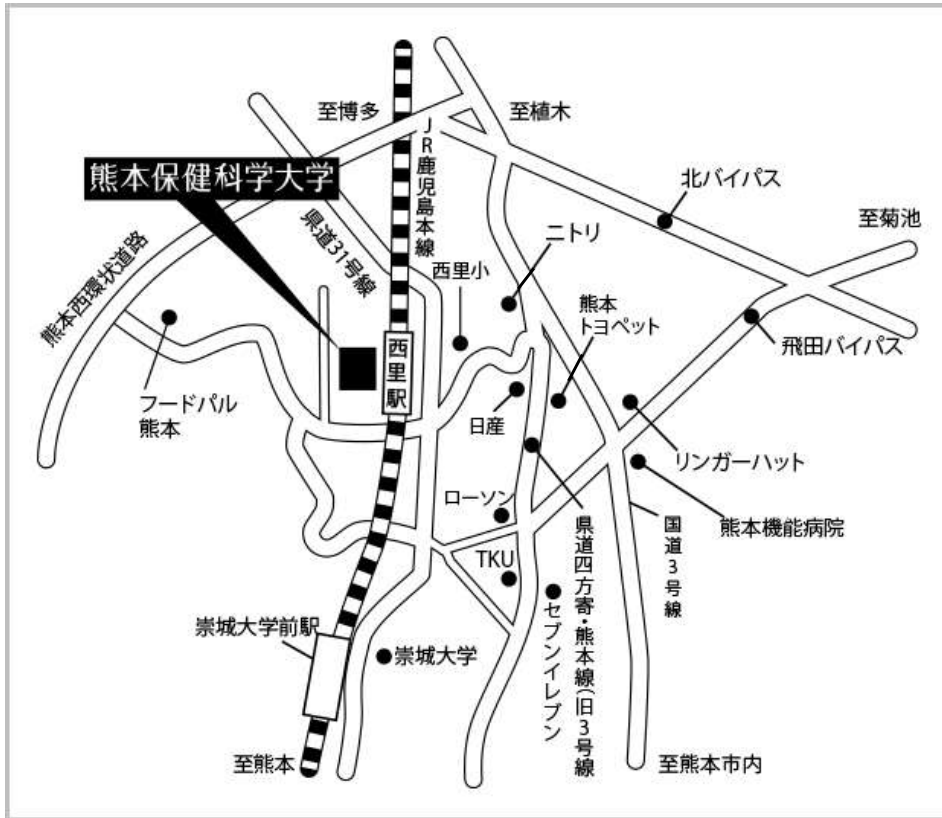 至博多
至植木
JR鹿児島本線
熊本保健科学大学
北バイパス
至菊池
県道31号線
ニトリ
西里小
熊本西環状道路
熊本
トヨペット
飛田バイパス
西里駅
フードパル
熊本
日産
リンガーハット
ローソン
熊本機能病院
国道3号線
県道四方寄・熊本線(旧3号線
TKU
セブンイレブン
崇城大学前駅
崇城大学
至熊本
至熊本市内